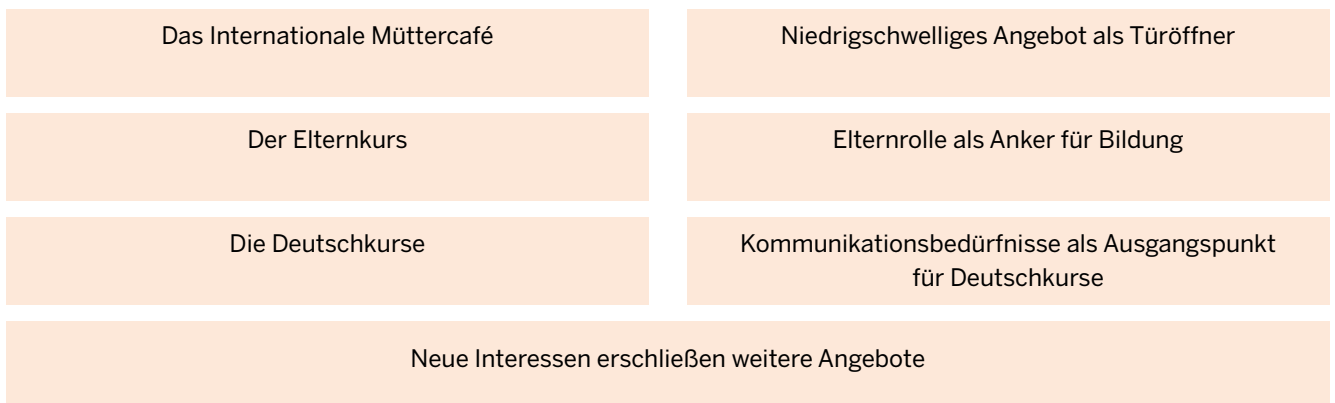 Das Internationale Müttercafé
Niedrigschwelliges Angebot als Türöffner
Der Elternkurs
Elternrolle als Anker für Bildung
Die Deutschkurse
Kommunikationsbedürfnisse als Ausgangspunkt
für Deutschkurse
Neue Interessen erschließen weitere Angebote